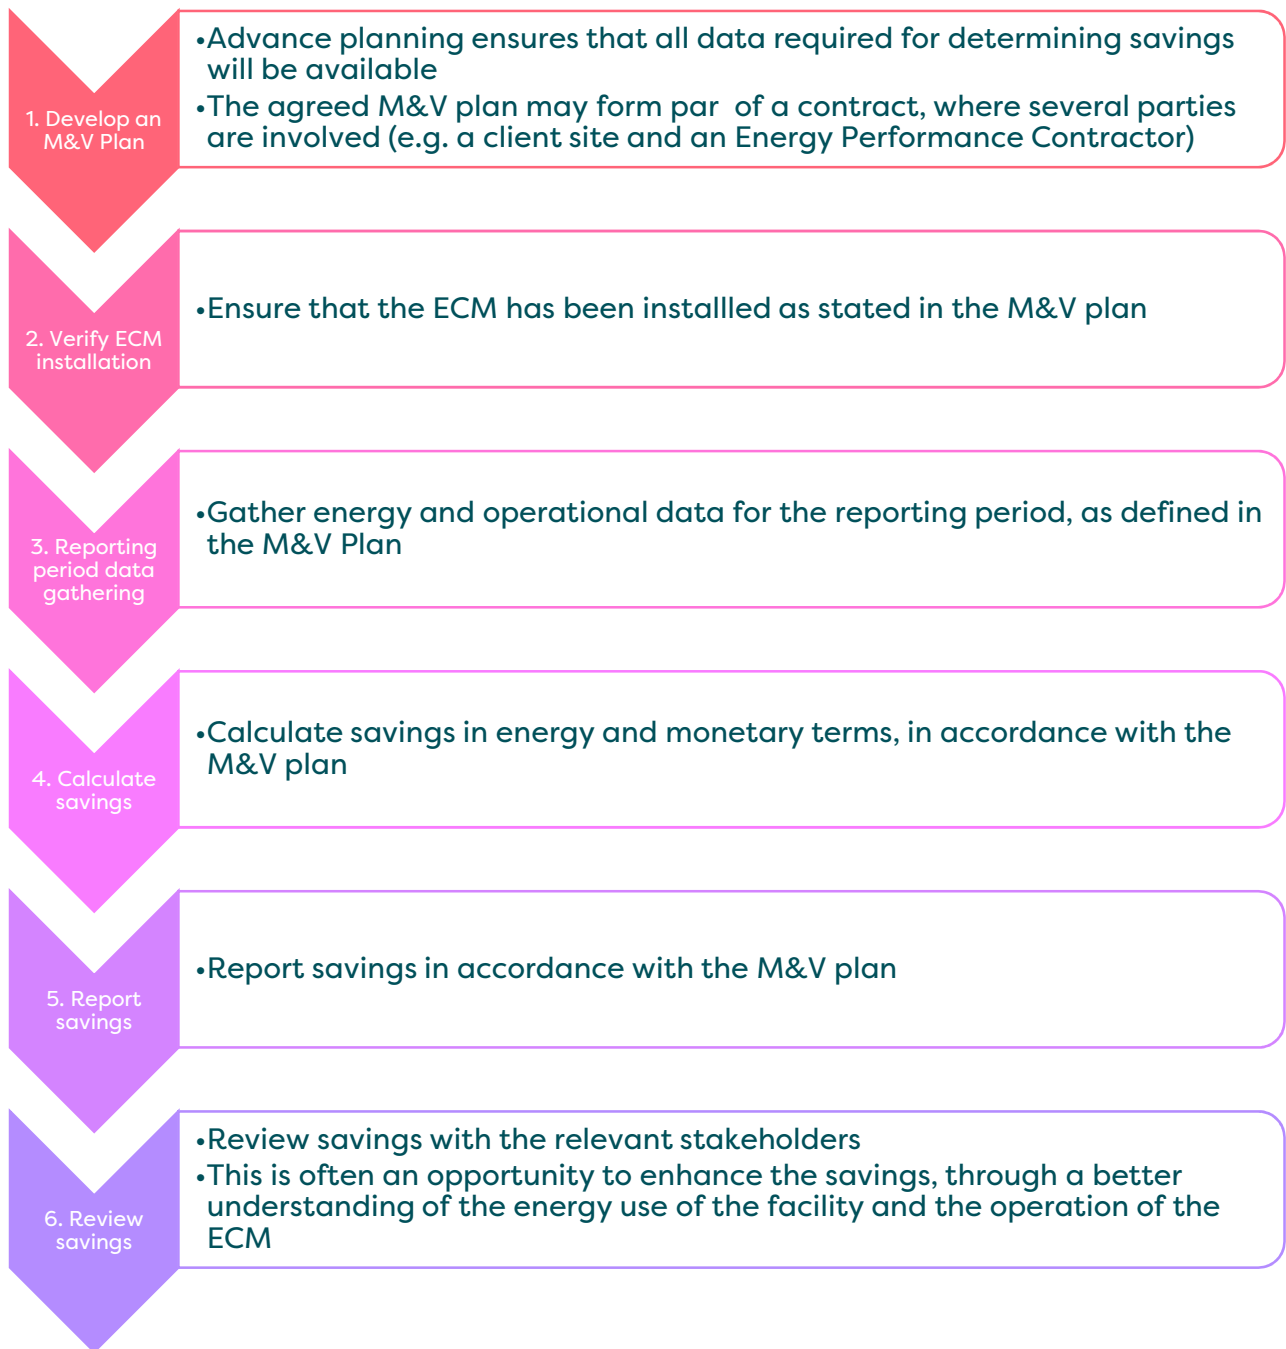 1. Develop an
M&V Plan
•Advance planning ensures that all data required for determining savings
will be available
•The agreed M&V plan may form par  of a contract, where several parties
are involved (e.g. a client site and an Energy Performance Contractor)
2. Verify ECM
installation
•Ensure that the ECM has been installled as stated in the M&V plan
3. Reporting
period data
gathering
•Gather energy and operational data for the reporting period, as defined in
the M&V Plan
4. Calculate
savings
•Calculate savings in energy and monetary terms, in accordance with the
M&V plan
5. Report
savings
•Report savings in accordance with the M&V plan
6. Review
savings
•Review savings with the relevant stakeholders
•This is often an opportunity to enhance the savings, through a better
understanding of the energy use of the facility and the operation of the
ECM